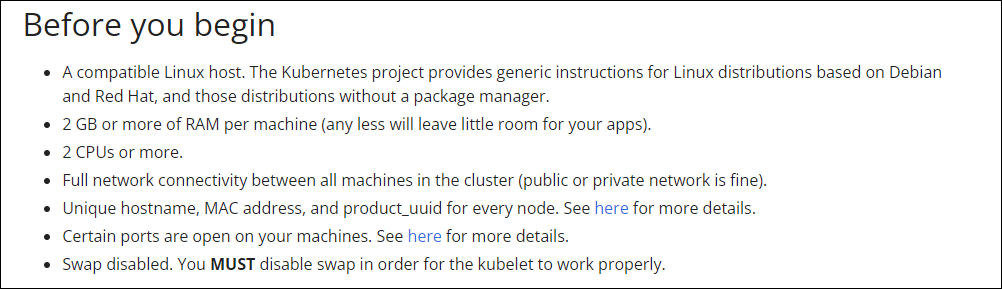 Before you begin
• A compatible Linux host. The Kubernetes project provides generic instructions for Linux distributions based on Debian
and Red Hat, and those distributions without a package manager.
• 2 GB or more of RAM per machine (any less will leave little room for your apps).
• 2 CPUs or more.
• Full network connectivity between all machines in the cluster (public or private network is fine).
• Unique hostname, MAC address, and product_uuid for every node. See here for more details.
• Certain ports are open on your machines. See here for more details.
• Swap disabled. You MUST disable swap in order for the kubelet to work properly.